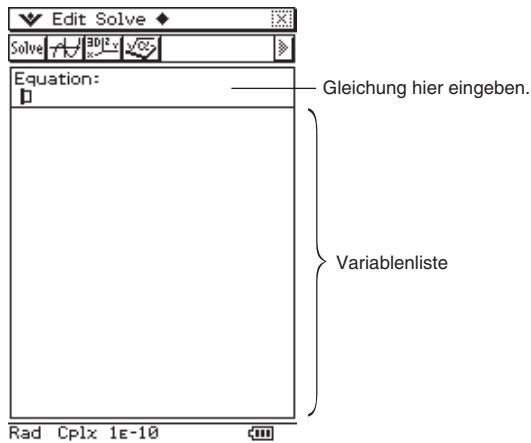 Edit Solve
Solve
Equation:
Gleichung hier eingeben.
Variablenliste
Rad Cplx 1E-10